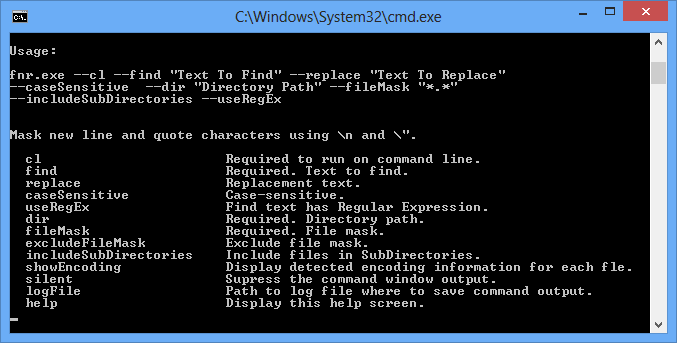 C:\Windows\System32\cmd.exe
Usage:
fnr.exe --cl --find "Text To Find" --replace "Text To Replace"
--caseSensitive  --dir "Directory Path" --fileMask "*.*"
--includeSubDirectories --useRegEx
Mask new line and quote characters using \n and \".
cl Required to run on command line.
find Required. Text to find.
replace Replacement text.
caseSensitive Case-sensitive.
useRegEx Find text has Regular Expression.
dir Required. Directory path.
fileMask Required. File mask.
excludeFileMask Exclude file mask.
includeSubDirectories Include files in SubDirectories.
showEncoding Display detected encoding information for each fle.
silent Supress the command window output.
logFile Path to log file where to save command output.
help Display this help screen.